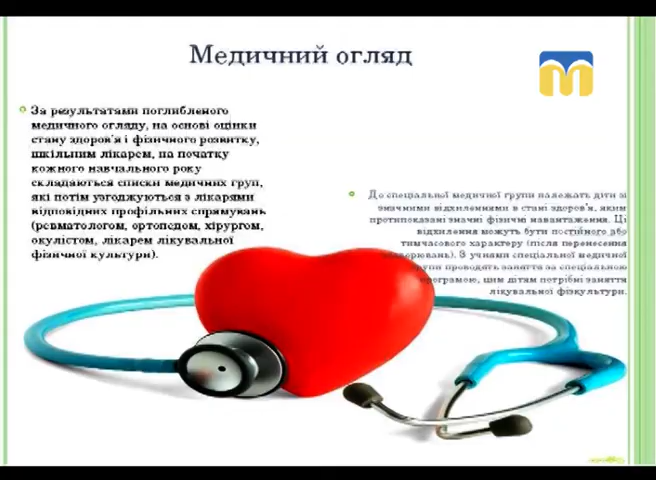 Медичний огляд
За результатами поглибленого
медичного огляду, на основі оцінки
стану здоров'я і фізичного розвитку,
шкільним лікарем, на початку
кожного навчального року
складаються списки медичних груп,
які потім узгоджуються з лікарями
відповідних профільних спрямувань
(ревматологом, ортопедом, хірургом,
окулістом, лікарем лікувальної
фізичної культури).
До спеціальної медичної групи належать діти зі
значними відхиленнями в стані здоров'я, яким
протипоказані значні фізичні навантаження. Ці
відхилення можуть бути постійного або
тимчасового характеру (після перенесення
захворювань). З учнями спеціальної медичної
групи проводять заняття за спеціальною
програмою, цим дітям потрібні заняття
лікувальної фізкультури.